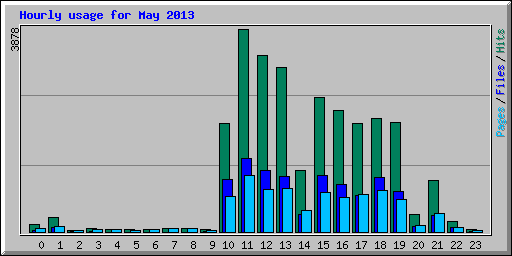 Hourly usage for May 2013
3878
Pages/Files/Hits
0 1 2 3 4 5 6 7 8 9 10 11 12 13 14 15 16 17 18 19 20 21 22 23